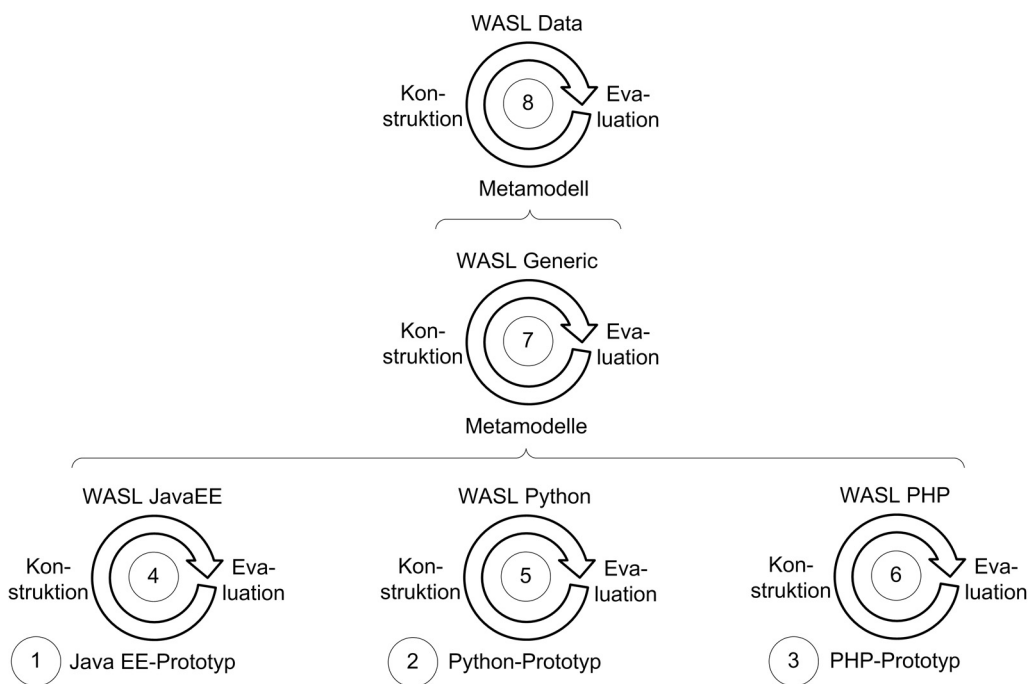 WASL Data
Kon-
struktion
8
Eva-
luation
Metamodell
WASL Generic
Kon-
struktion
7
Eva-
luation
Metamodelle
WASL JavaEE
Kon-
struktion
4
Eva-
luation
1 Java EE-Prototyp
WASL Python
Kon-
struktion
5
Eva-
luation
2 Python-Prototyp
WASL PHP
Kon-
struktion
6
Eva-
luation
3 PHP-Prototyp